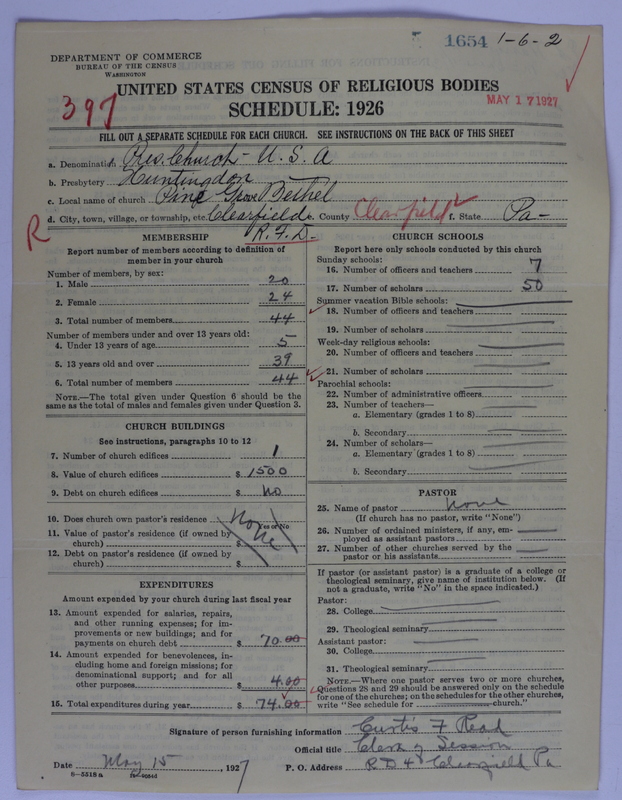 1654 1-6-2
DEPARTMENT OF COMMERCE
BUREAU OF THE CENSUS
WASHINGTON
UNITED STATES CENSUS OF RELIGIOUS BODIES
397
SCHEDULE: 1926
MAY 17 1927
FILL OUT A SEPARATE SCHEDULE FOR EACH CHURCH. SEE INSTRUCTIONS ON THE BACK OF THIS SHEET
a. Denomination Pres. Church - U. S. A
b. Presbytery Huntingdon
c. Local name of church Pine Grove Bethel
d. City, town, village, or township, etc. Clearfield e. County Clearfield f. State Pa-
R
R. F. D.
MEMBERSHIP
Report number of members according to definition of
member in your church
Number of members, by sex:
1. Male 20
2. Female 24
3. Total number of members 44
Number of members under and over 13 years old:
4. Under 13 years of age 5
5. 13 years old and over 39
6. Total number of members 44
NOTE.—The total given under Question 6 should be the
same as the total of males and females given under Question 3.
CHURCH BUILDINGS
See instructions, paragraphs 10 to 12
7. Number of church edifices 1
8. Value of church edifices $ 1500
9. Debt on church edifices $ no
10. Does church own pastor's residence None
Yes or No
11. Value of pastor's residence (if owned by
church) $
12. Debt on pastor's residence (if owned by
church) $
EXPENDITURES
Amount expended by your church during last fiscal year
13. Amount expended for salaries, repairs,
and other running expenses; for im-
provements or new buildings; and for
payments on church debt $ 70.00
14. Amount expended for benevolences, in-
cluding home and foreign missions; for
denominational support; and for all
other purposes 4.00
15. Total expenditures during year $ 74.00
CHURCH SCHOOLS
Report here only schools conducted by this church
Sunday schools:
16. Number of officers and teachers 7
17. Number of scholars 50
Summer vacation Bible schools:
18. Number of officers and teachers
19. Number of scholars
Week-day religious schools:
20. Number of officers and teachers
21. Number of scholars
Parochial schools:
22. Number of administrative officers
23. Number of teachers—
a. Elementary (grades 1 to 8)
b. Secondary
24. Number of scholars—
a. Elementary (grades 1 to 8)
b. Secondary
PASTOR
25. Name of pastor None
(If church has no pastor, write "None")
26. Number of ordained ministers, if any, em-
ployed as assistant pastors
27. Number of other churches served by the
pastor or his assistants
If pastor (or assistant pastor) is a graduate of a college or
theological seminary, give name of institution below. (If
not a graduate, write "No" in the space indicated.)
Pastor:
28. College
29. Theological seminary
Assistant pastor:
30. College
31. Theological seminary
NOTE.—Where one pastor serves two or more churches,
Questions 28 and 29 should be answered only on the schedule
for one of the churches; on the schedules for the other churches
write "See schedule for church."
Signature of person furnishing information Curtis F Read
Official title Clerk of Session
Date May 15, 1927 P. O. Address R D 4 Clearfield Pa
8-5518a